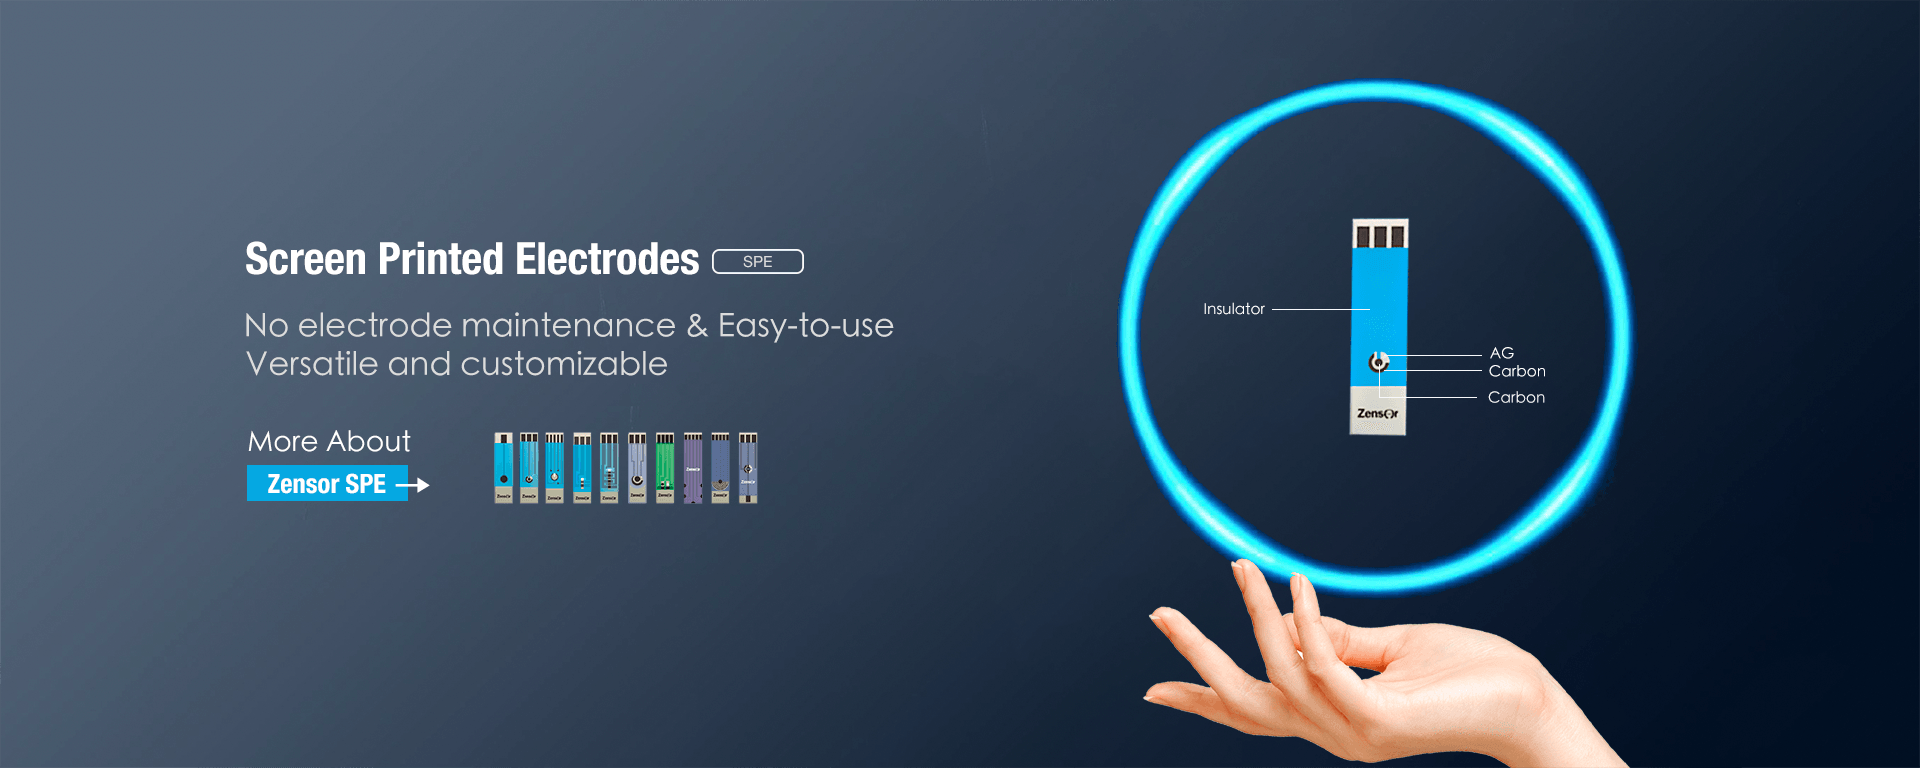 Screen Printed Electrodes SPE
No electrode maintenance & Easy-to-use
Versatile and customizable
More About
Zensor SPE
Insulator
AG
Carbon
Carbon
Zensor